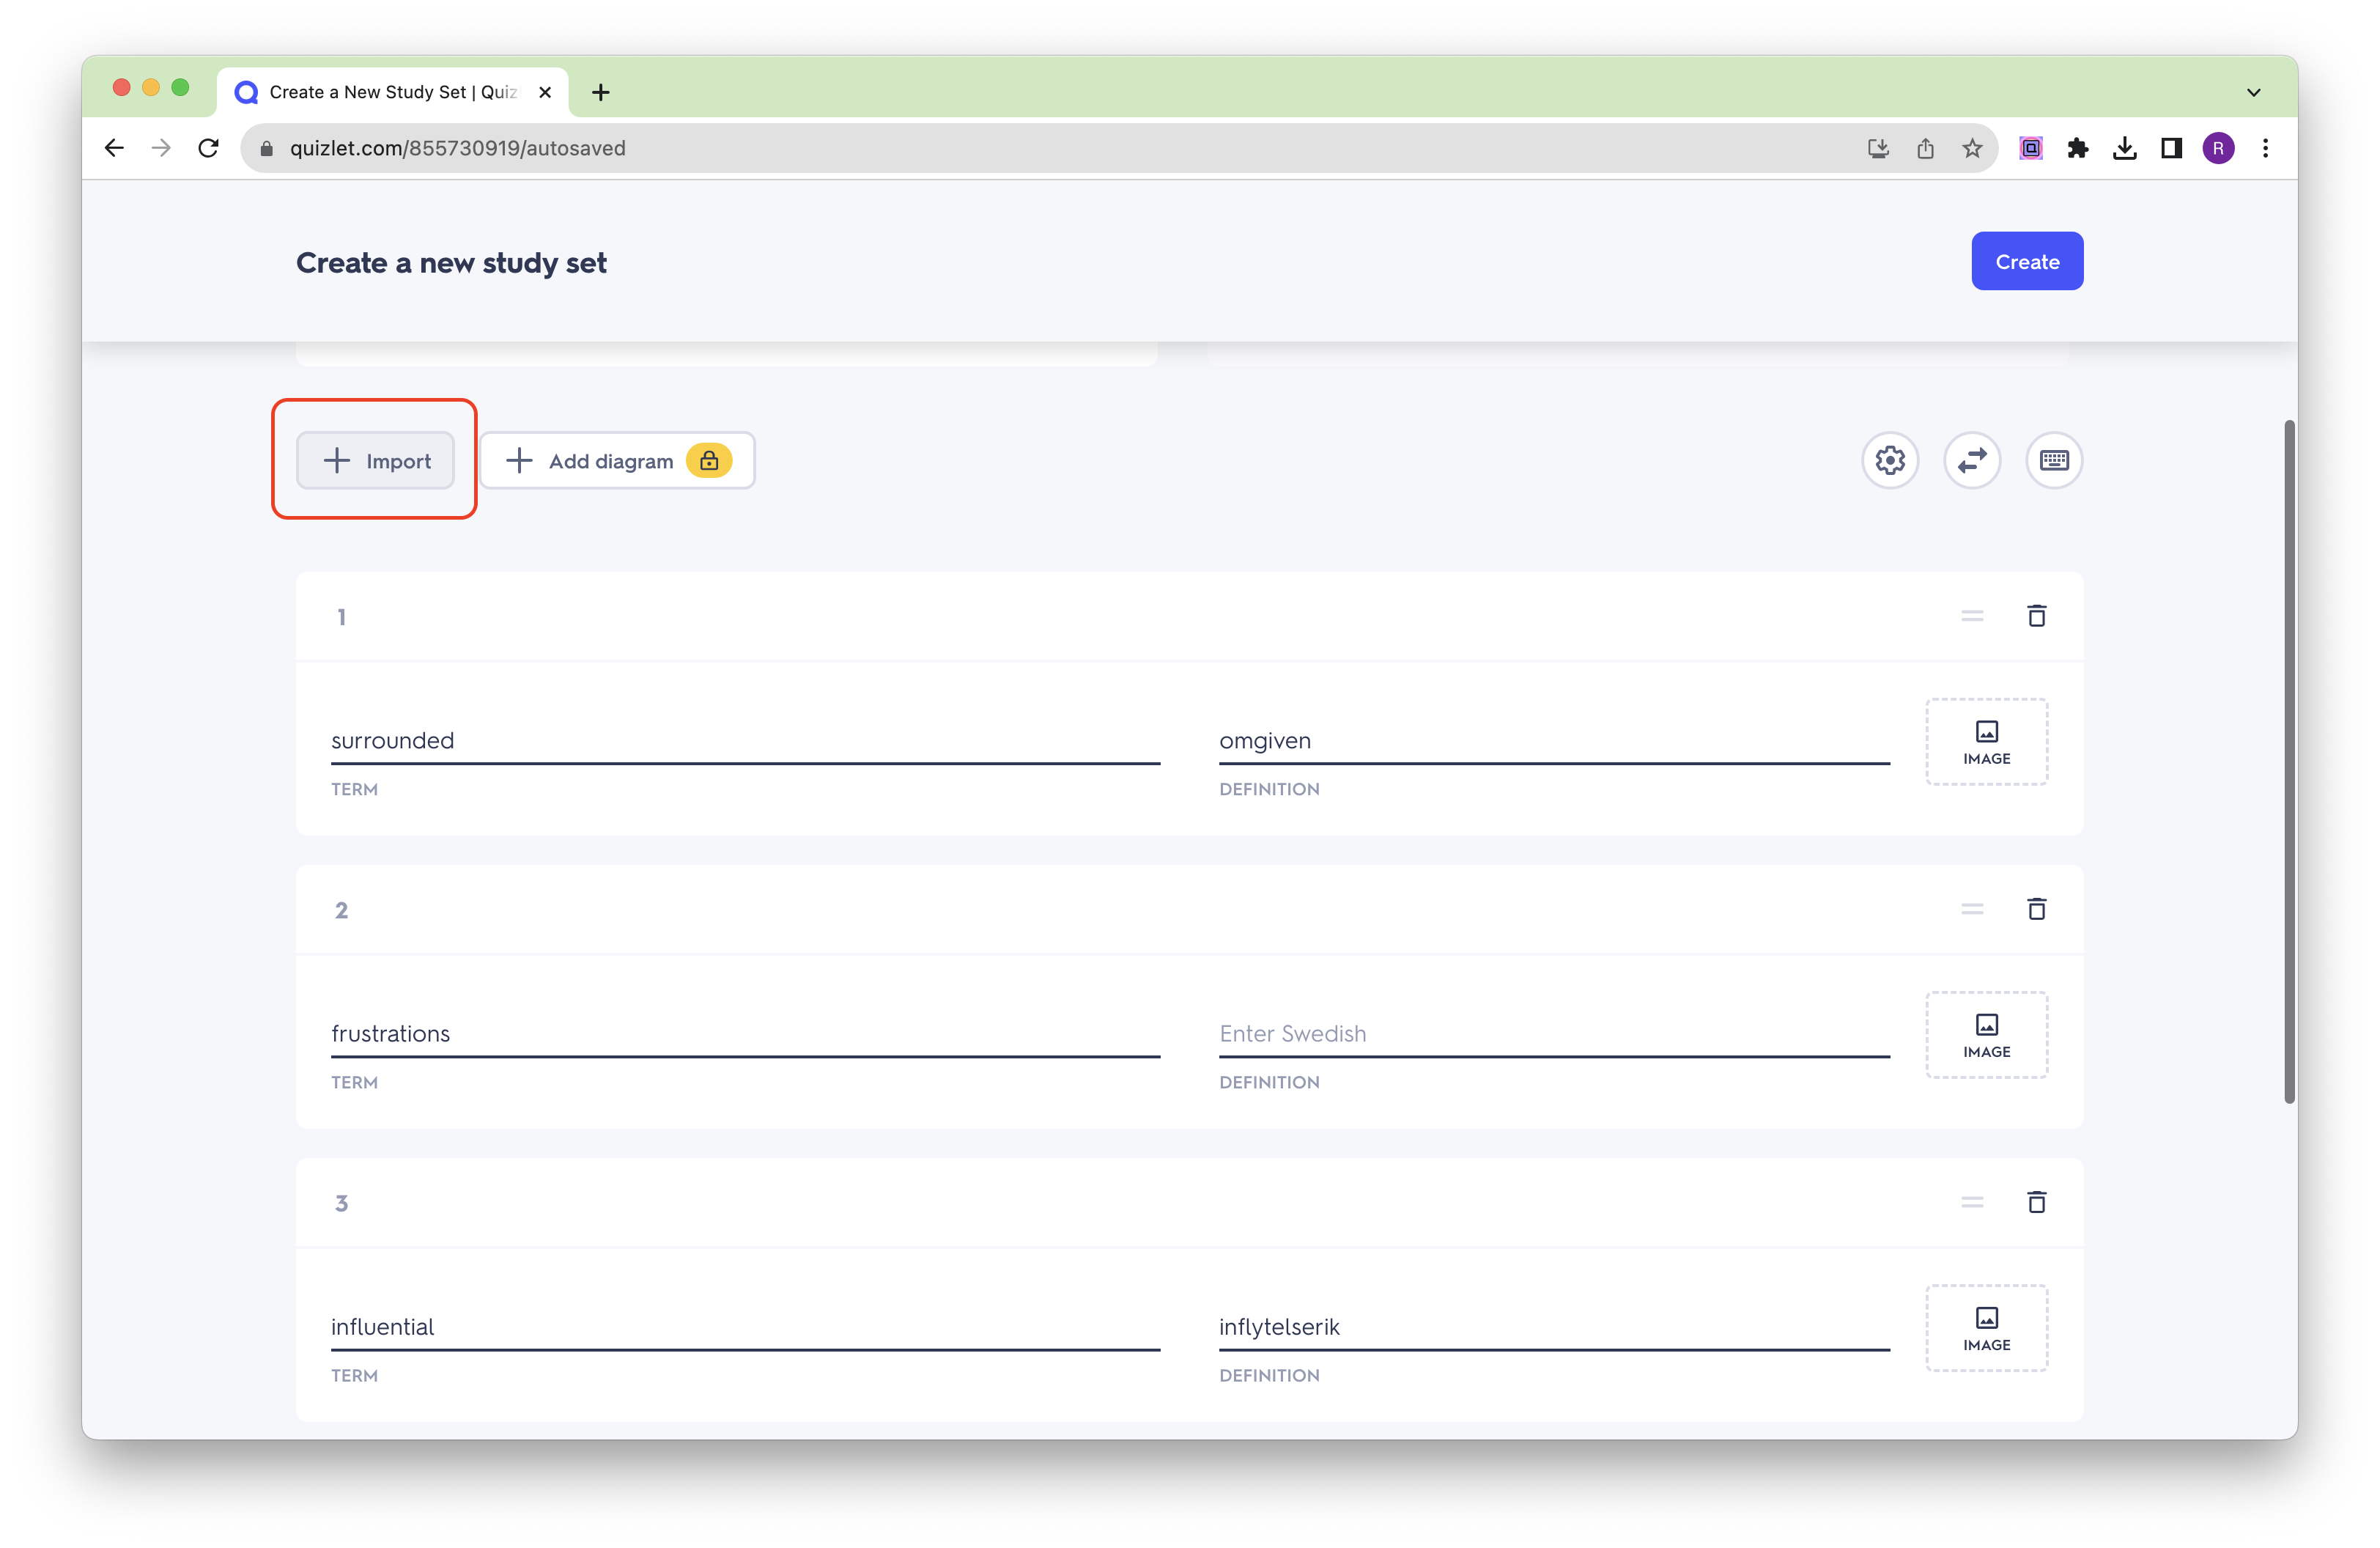 Create a New Study Set | Quiz
quizlet.com/855730919/autosaved
R
Create a new study set
Create
Import
Add diagram
1
surrounded
omgiven
IMAGE
TERM
DEFINITION
2
frustrations
Enter Swedish
IMAGE
TERM
DEFINITION
3
influential
inflytelserik
IMAGE
TERM
DEFINITION